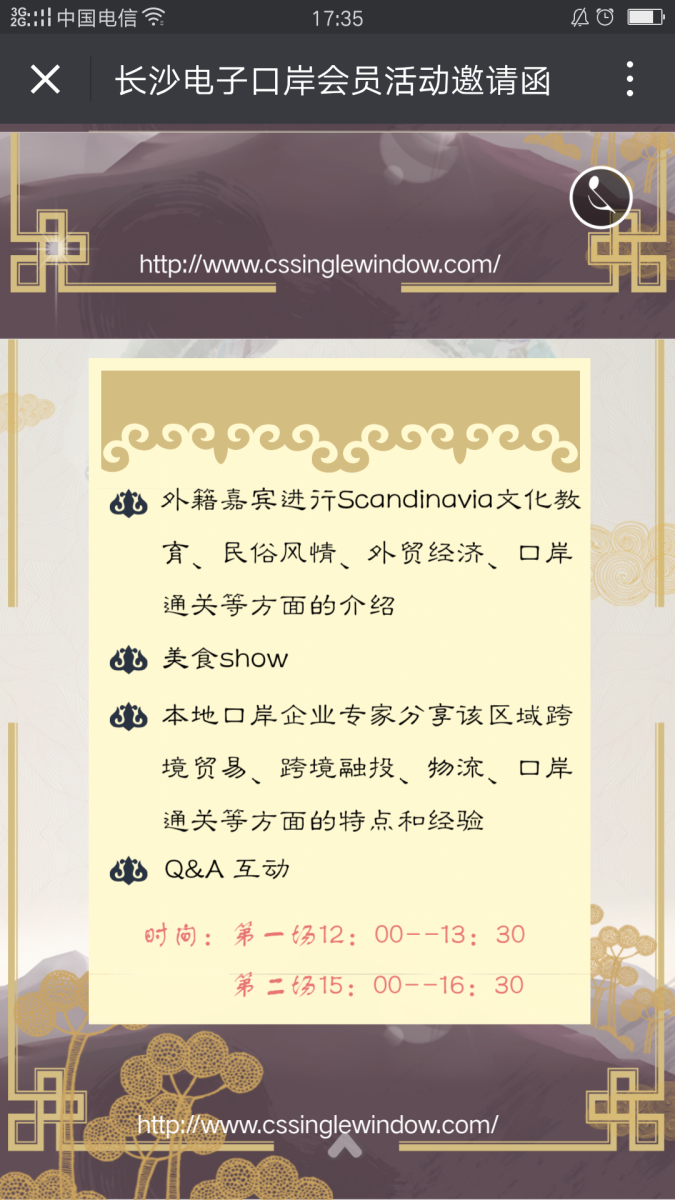 3G 2G 中国电信 17:35
长沙电子口岸会员活动邀请函
http://www.cssinglewindow.com/
外籍嘉宾进行Scandinavia文化教
育、民俗风情、外贸经济、口岸
通关等方面的介绍
美食show
本地口岸企业专家分享该区域跨
境贸易、跨境融投、物流、口岸
通关等方面的特点和经验
Q&A 互动
时间：第一场12：00--13：30
第二场15：00--16：30
http://www.cssinglewindow.com/